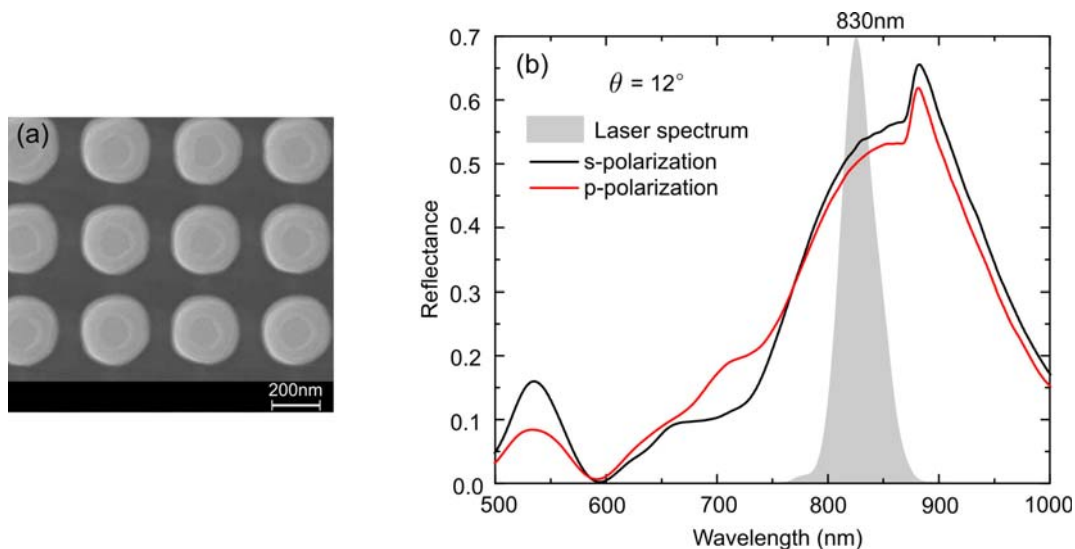 (a)
200nm
830nm
(b)
θ = 12°
Laser spectrum
s-polarization
p-polarization
Reflectance
0.7
0.6
0.5
0.4
0.3
0.2
0.1
0.0
500 600 700 800 900 1000
Wavelength (nm)